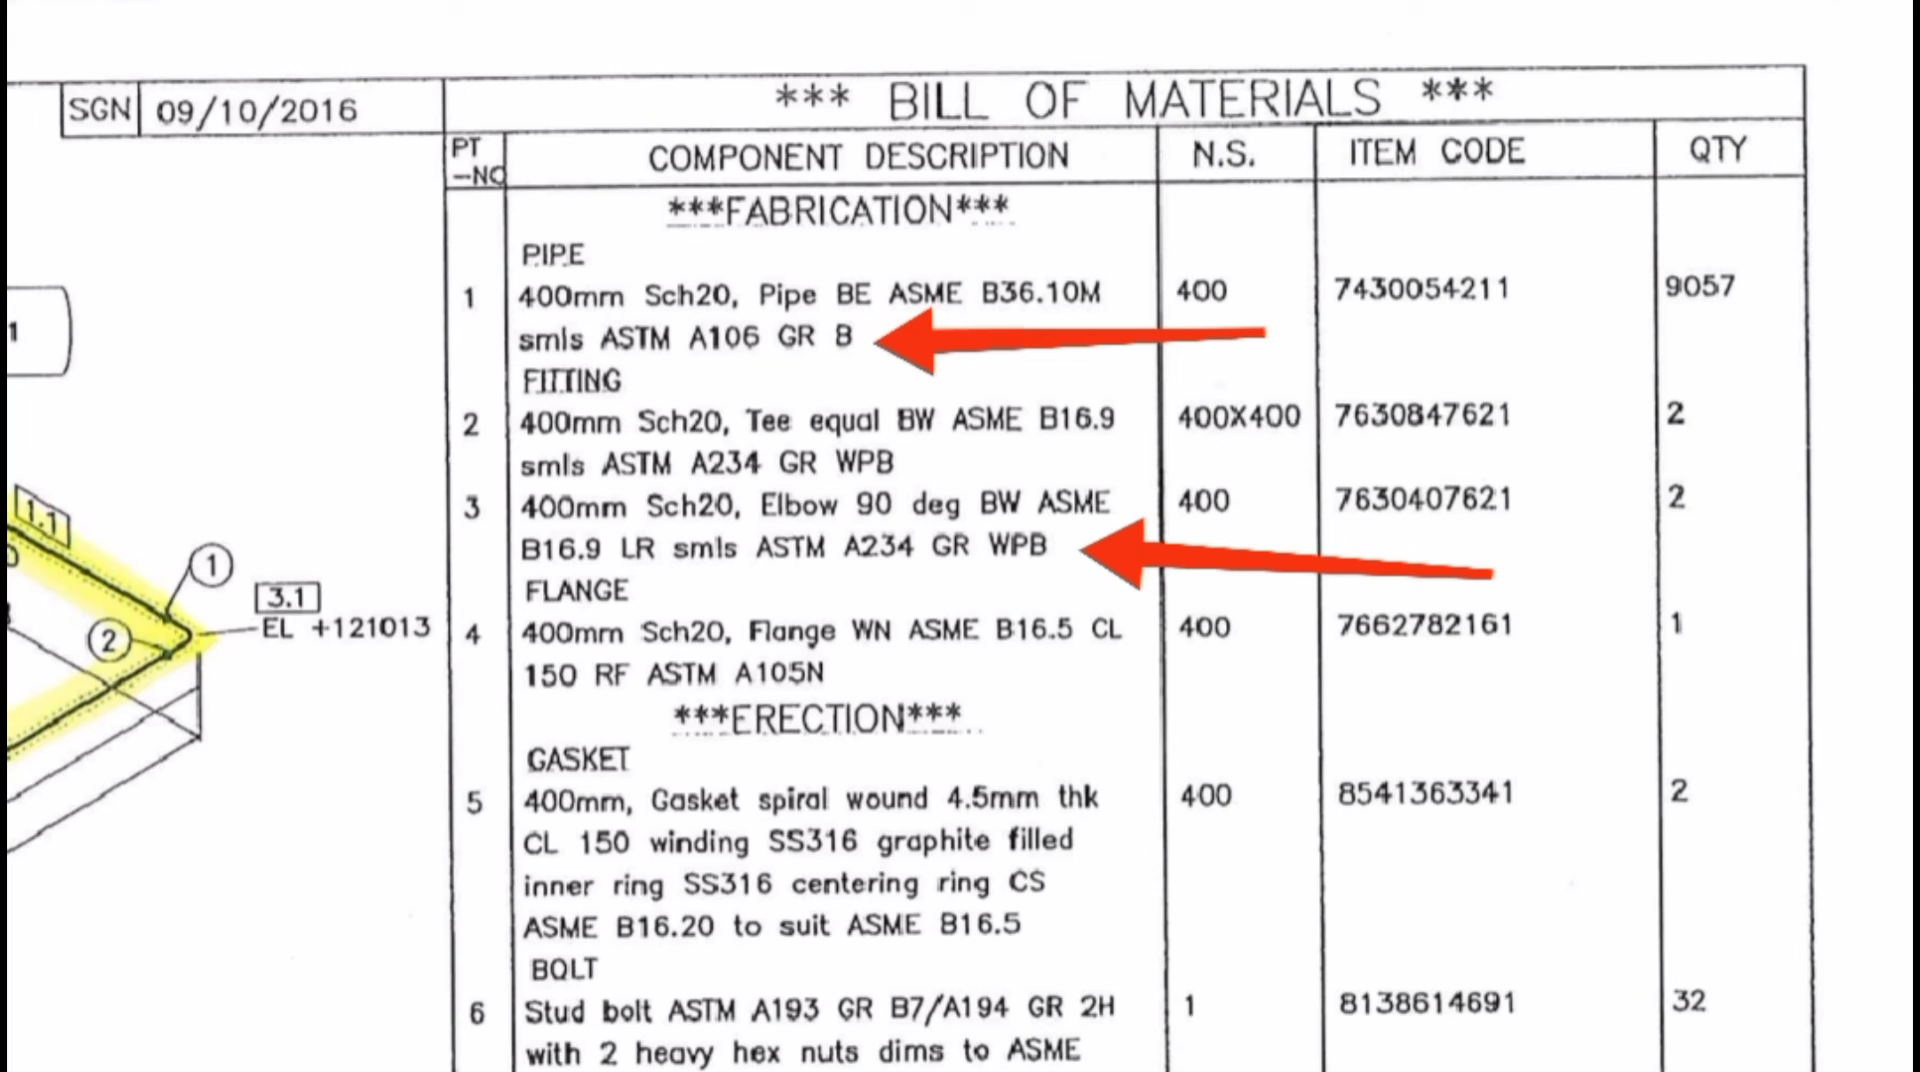 SGN 09/10/2016
*** BILL OF MATERIALS ***
PT
-NO
COMPONENT DESCRIPTION N.S. ITEM CODE QTY
***FABRICATION***
PIPE
1 400mm Sch20, Pipe BE ASME B36.10M 400 7430054211 9057
smls ASTM A106 GR B
FITTING
2 400mm Sch20, Tee equal BW ASME B16.9 400X400 7630847621 2
smls ASTM A234 GR WPB
3 400mm Sch20, Elbow 90 deg BW ASME 400 7630407621 2
B16.9 LR smls ASTM A234 GR WPB
FLANGE
4 400mm Sch20, Flange WN ASME B16.5 CL 400 7662782161 1
150 RF ASTM A105N
***ERECTION***
GASKET
5 400mm, Gasket spiral wound 4.5mm thk 400 8541363341 2
CL 150 winding SS316 graphite filled
inner ring SS316 centering ring CS
ASME B16.20 to suit ASME B16.5
BOLT
6 Stud bolt ASTM A193 GR B7/A194 GR 2H 1 8138614691 32
with 2 heavy hex nuts dims to ASME
1
1.1
1
3.1
EL +121013
2